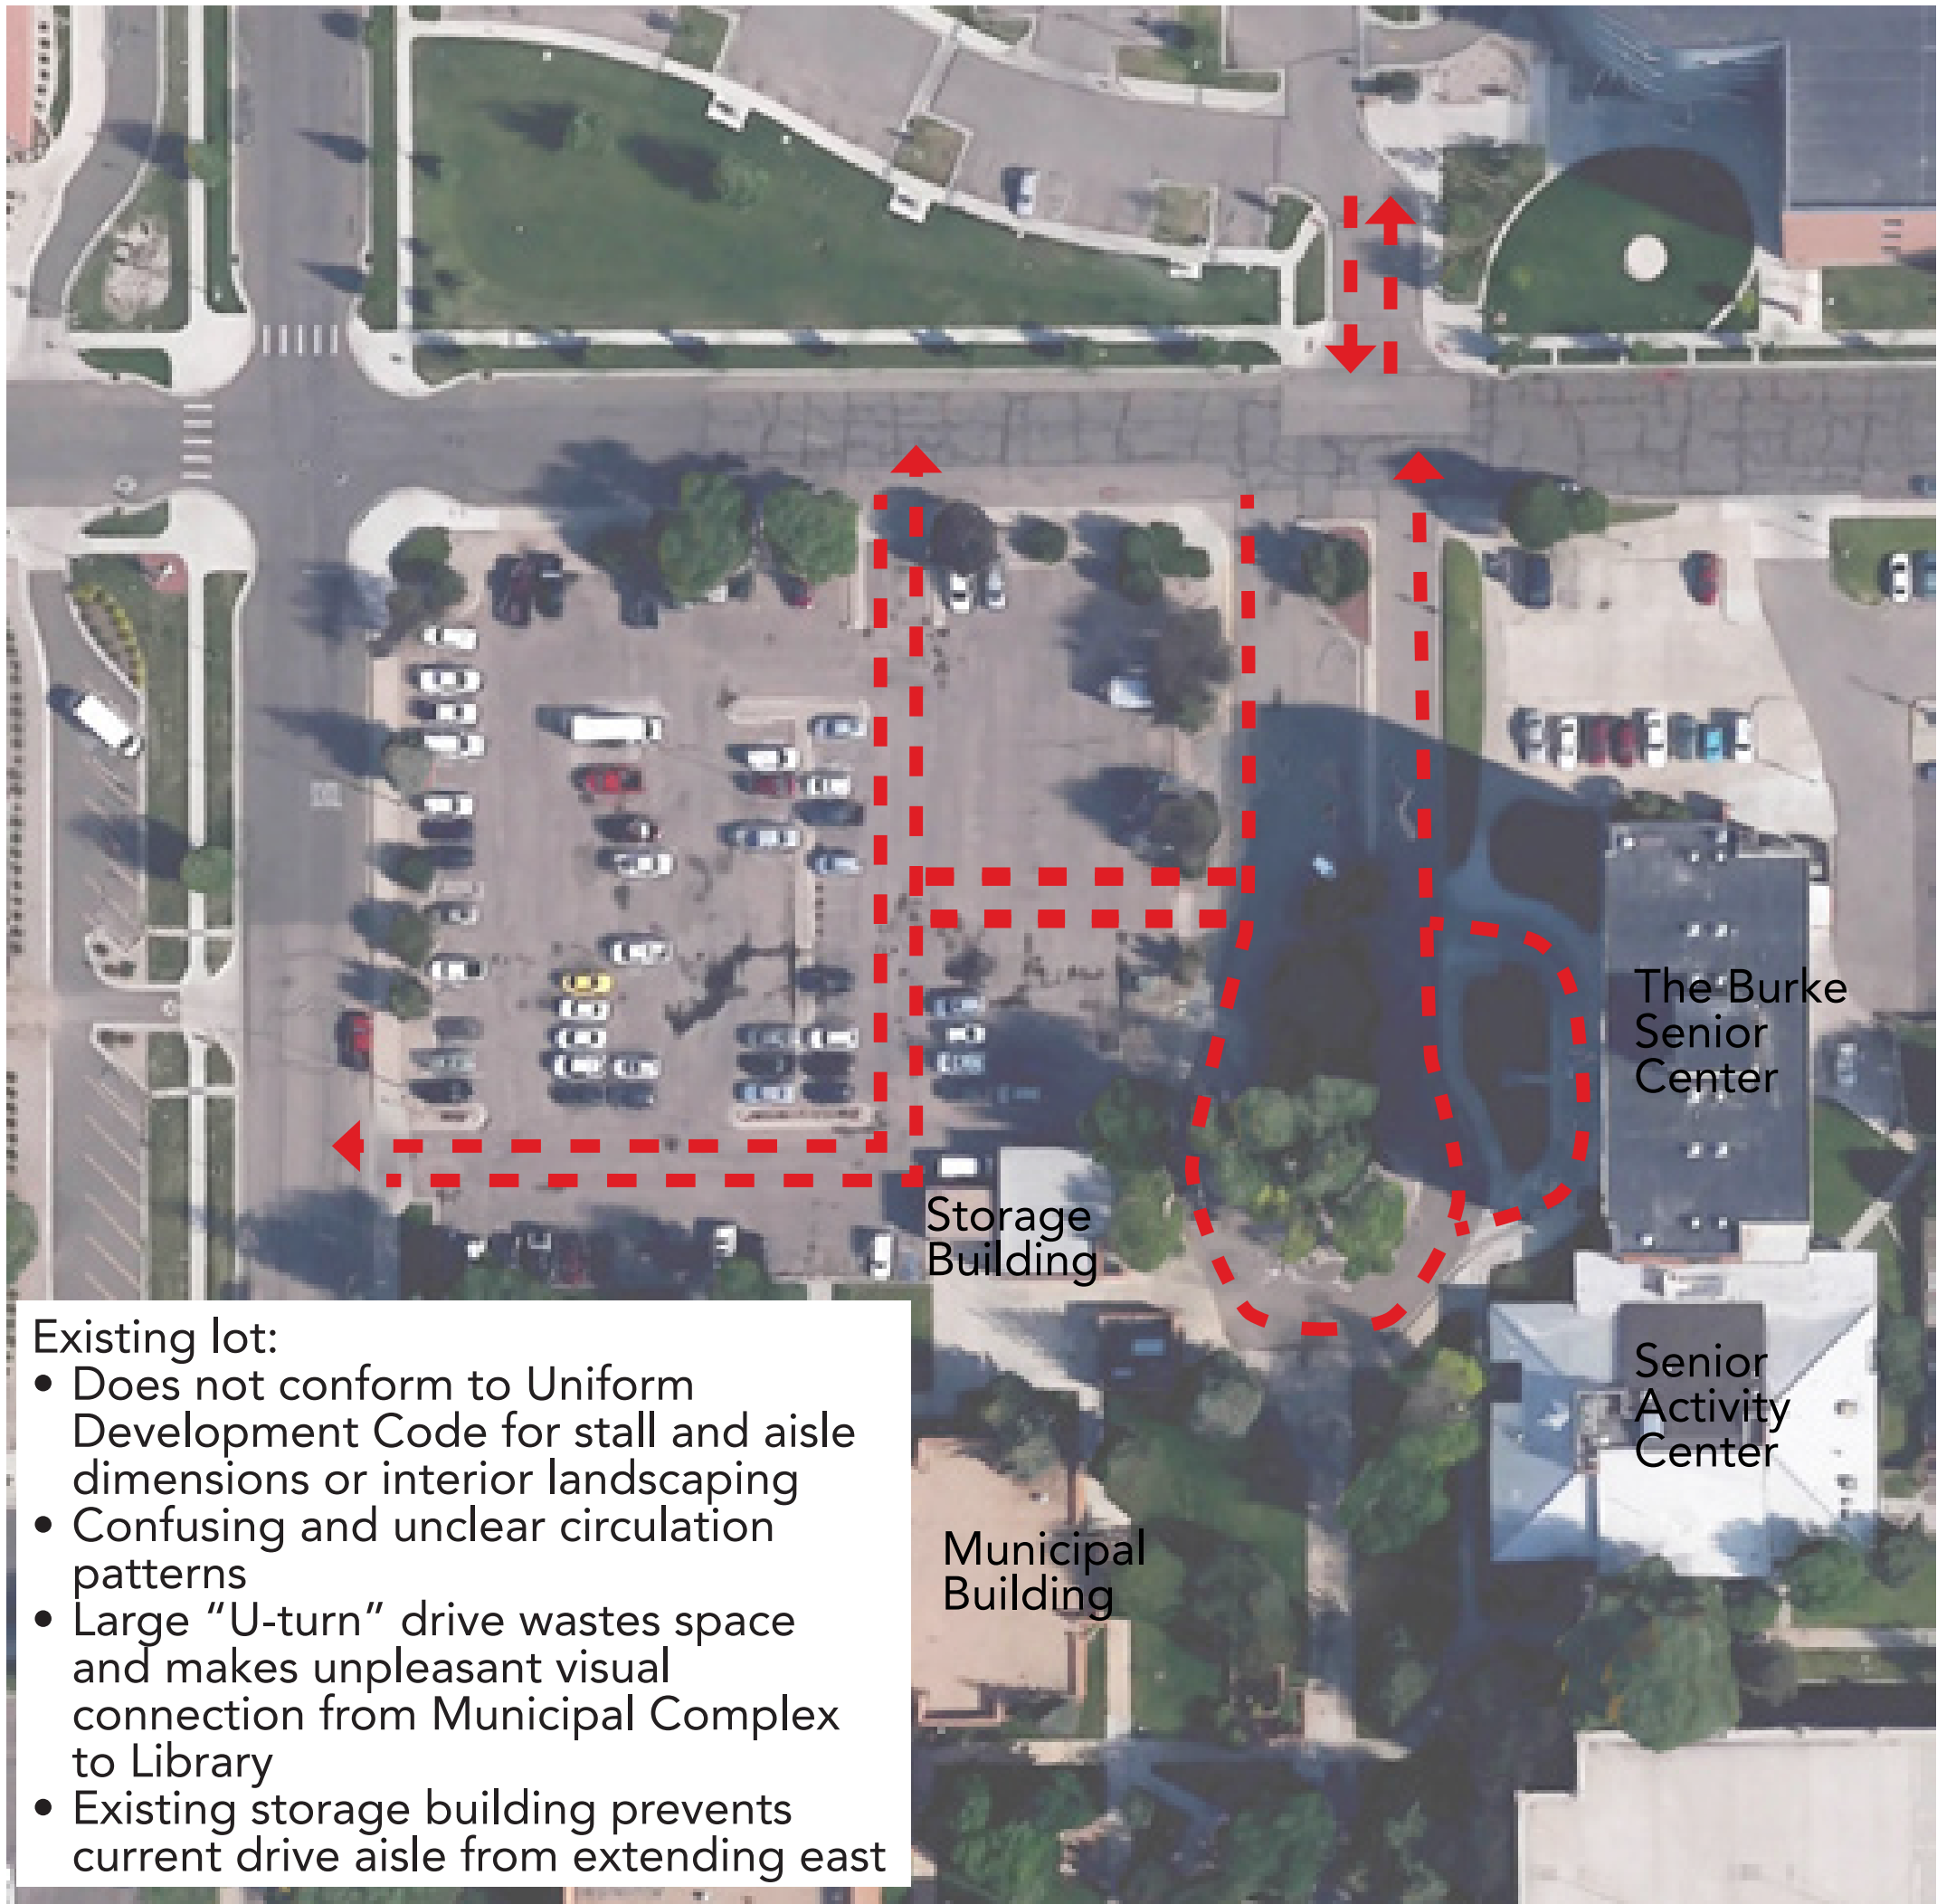 The Burke
Senior
Center
Storage
Building
Senior
Activity
Center
Municipal
Building
Existing lot:
• Does not conform to Uniform
Development Code for stall and aisle
dimensions or interior landscaping
• Confusing and unclear circulation
patterns
• Large “U-turn” drive wastes space
and makes unpleasant visual
connection from Municipal Complex
to Library
• Existing storage building prevents
current drive aisle from extending east